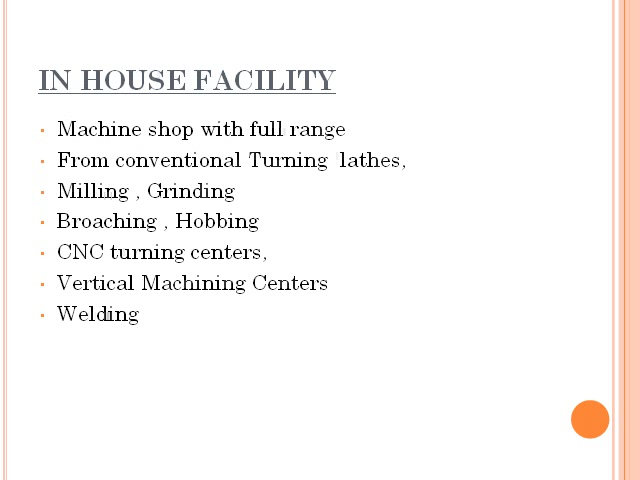 IN HOUSE FACILITY
Machine shop with full range
From conventional Turning  lathes,
Milling , Grinding
Broaching , Hobbing
CNC turning centers,
Vertical Machining Centers
Welding